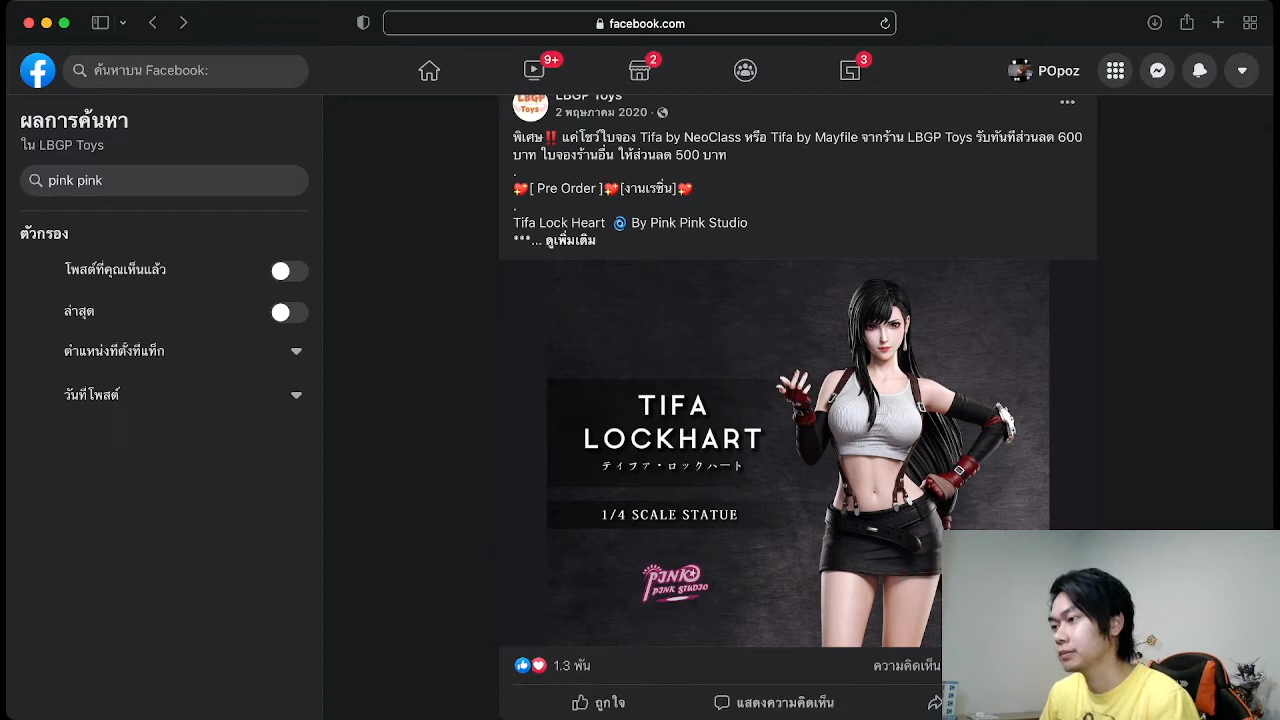 facebook.com
ค้นหาบน Facebook:
9+
2
3
POpoz
ผลการค้นหา
ใน LBGP Toys
pink pink
ตัวกรอง
โพสต์ที่คุณเห็นแล้ว
ล่าสุด
ตำแหน่งที่ตั้งที่แท็ก
วันที่โพสต์
LBGP Toys
2 พฤษภาคม 2020
พิเศษ‼️ แค่โชว์ใบจอง Tifa by NeoClass หรือ Tifa by Mayfile จากร้าน LBGP Toys รับทันทีส่วนลด 600
บาท ใบจองร้านอื่น ให้ส่วนลด 500 บาท
.
💖[ Pre Order ]💖[งานเรซิ่น]💖
.
Tifa Lock Heart 🌀 By Pink Pink Studio
***... ดูเพิ่มเติม
LBGP
Toys
TIFA
LOCKHART
ティファ・ロックハート
1/4 SCALE STATUE
PINK
PINK STUDIO
1.3 พัน
ความคิดเห็น
ถูกใจ
แสดงความคิดเห็น